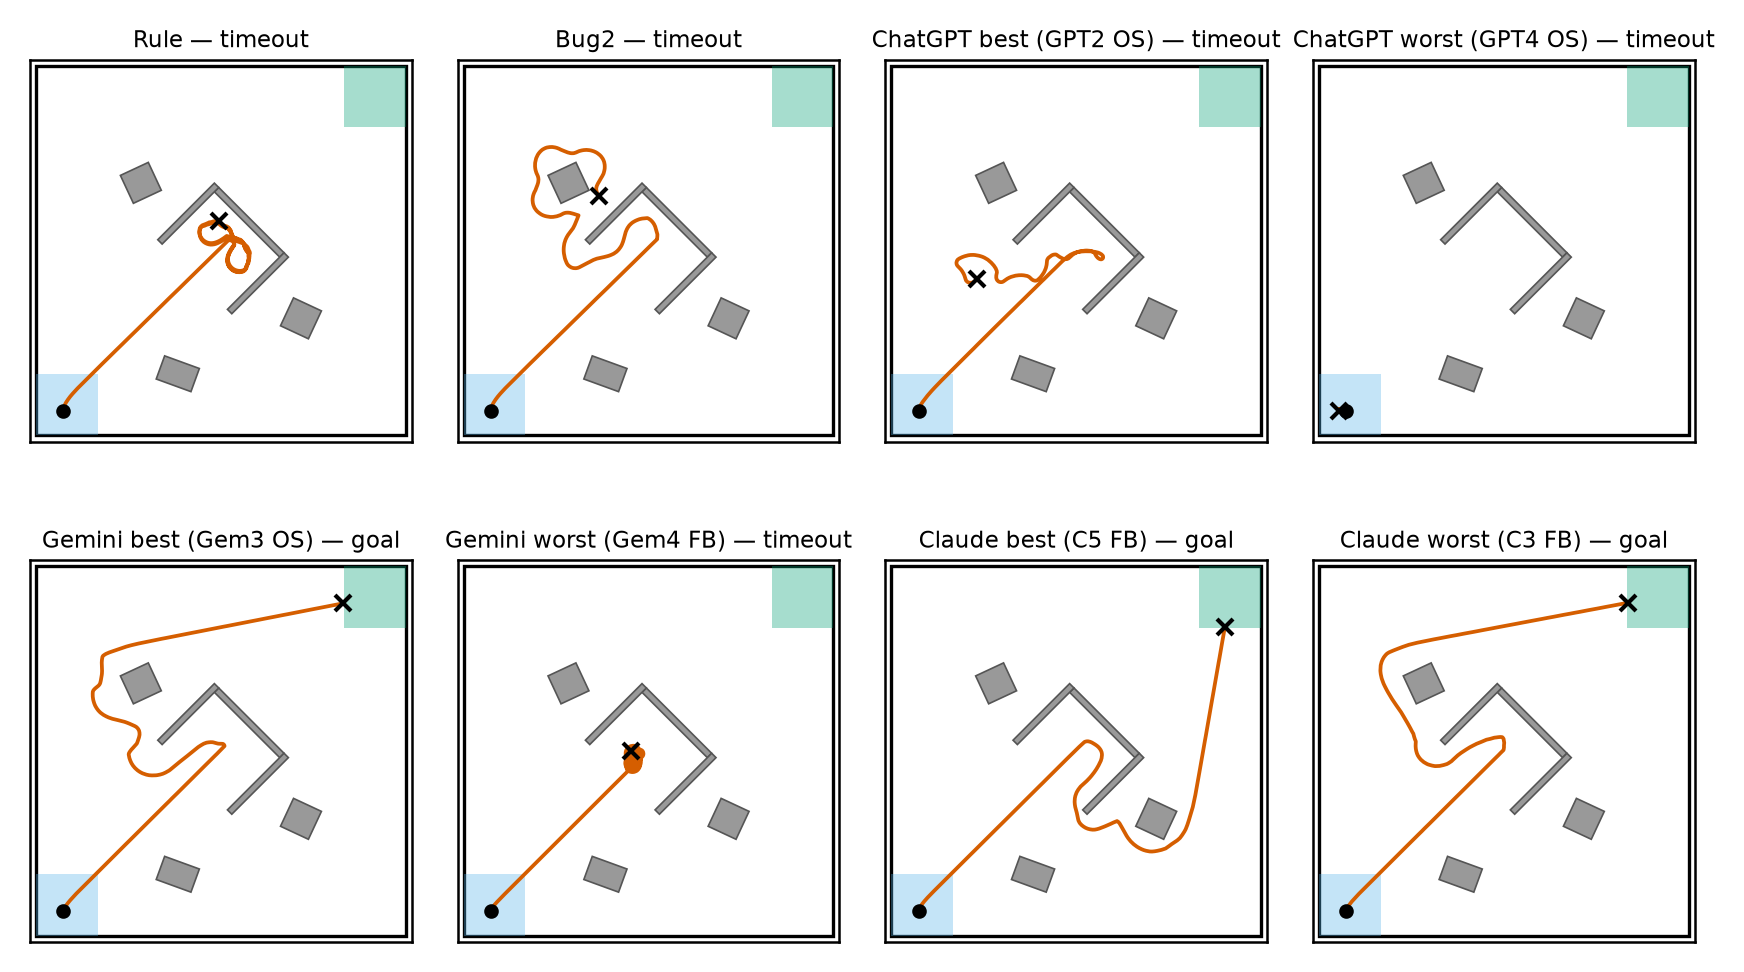 Rule — timeout
Bug2 — timeout
ChatGPT best (GPT2 OS) — timeout
ChatGPT worst (GPT4 OS) — timeout
Gemini best (Gem3 OS) — goal
Gemini worst (Gem4 FB) — timeout
Claude best (C5 FB) — goal
Claude worst (C3 FB) — goal